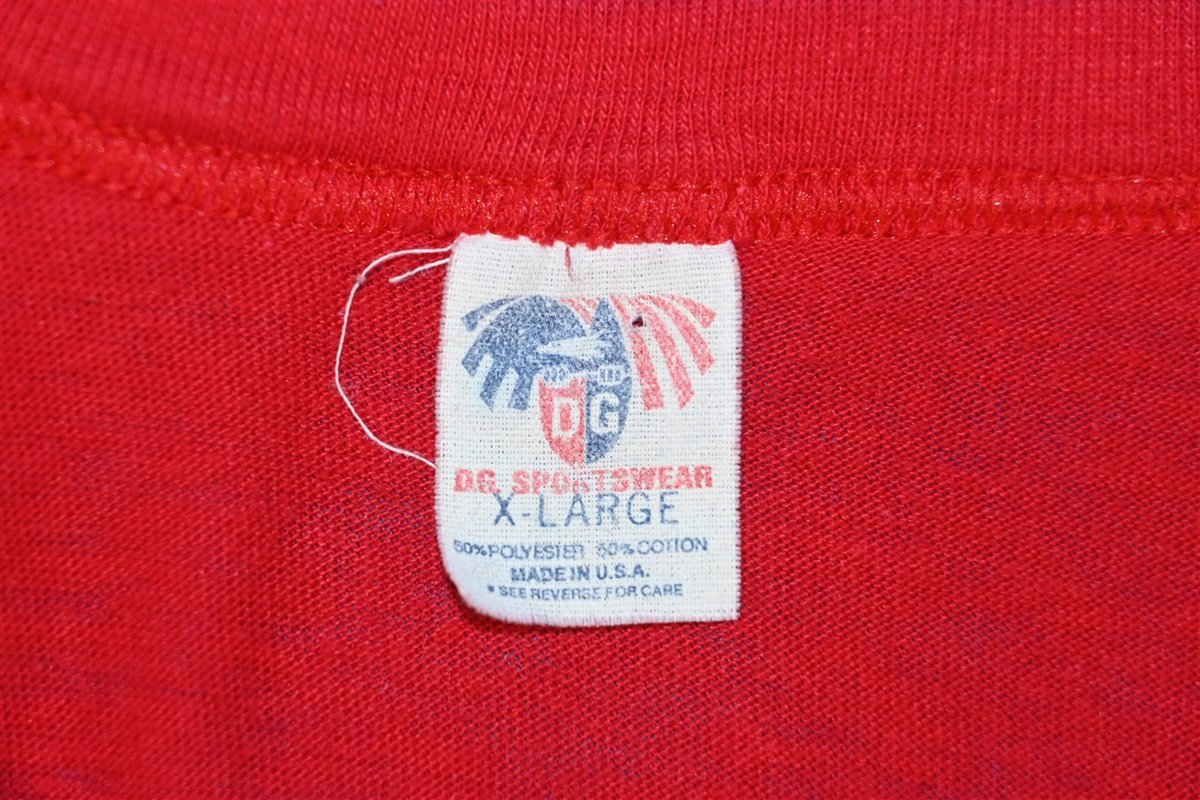 DG
D.G. SPORTSWEAR
X-LARGE
50% POLYESTER 50% COTTON
MADE IN U.S.A.
* SEE REVERSE FOR CARE